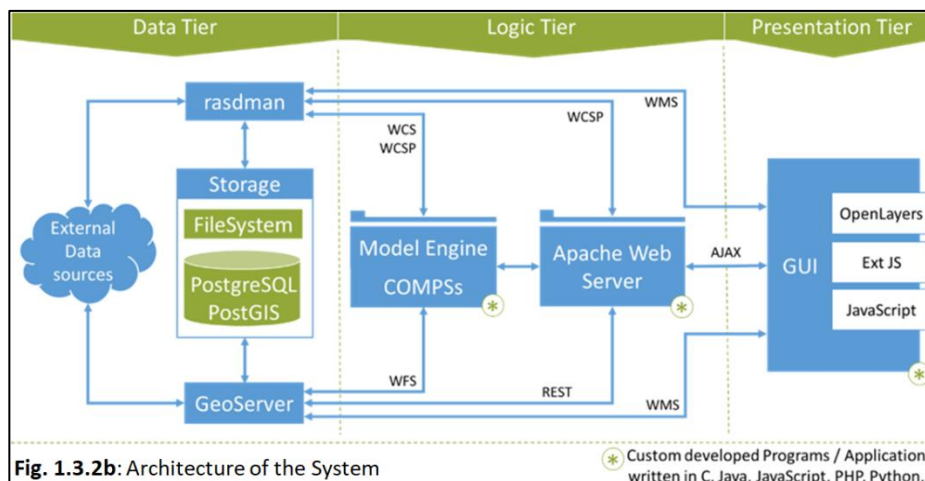 Data Tier
Logic Tier
Presentation Tier
rasdman
WMS
WCS
WCSP
WCSP
Storage
FileSystem
PostgreSQL
PostGIS
External
Data
sources
Model Engine
COMPSs
*
Apache Web
Server
*
AJAX
GUI
OpenLayers
Ext JS
JavaScript
*
GeoServer
WFS
REST
WMS
Fig. 1.3.2b: Architecture of the System
* Custom developed Programs / Application
written in C, Java, JavaScript, PHP, Python.